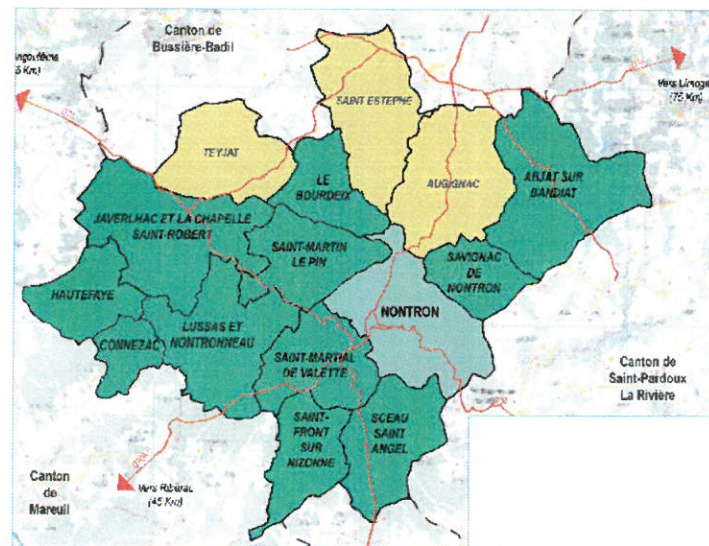 Canton de
Bussière-Badil
Vers Limoge
(75 Km)
SAINT ESTEPHE
TEYJAT
AUGIGNAC
ABJAT SUR
BANDIAT
LE
BOURDEIX
JAVERLHAC ET LA CHAPELLE
SAINT-ROBERT
SAINT-MARTIN
LE PIN
SAVIGNAC
DE
NONTRON
HAUTEFAYE
NONTRON
CONNEZAC
LUSSAS ET
NONTRONNEAU
SAINT-MARTIAL
DE VALETTE
Canton de
Saint-Pardoux
La Rivière
SAINT-
FRONT
SUR
NIZONNE
SCEAU
SAINT
ANGEL
Canton
de
Mareuil
Vers Ribérac
(45 Km)